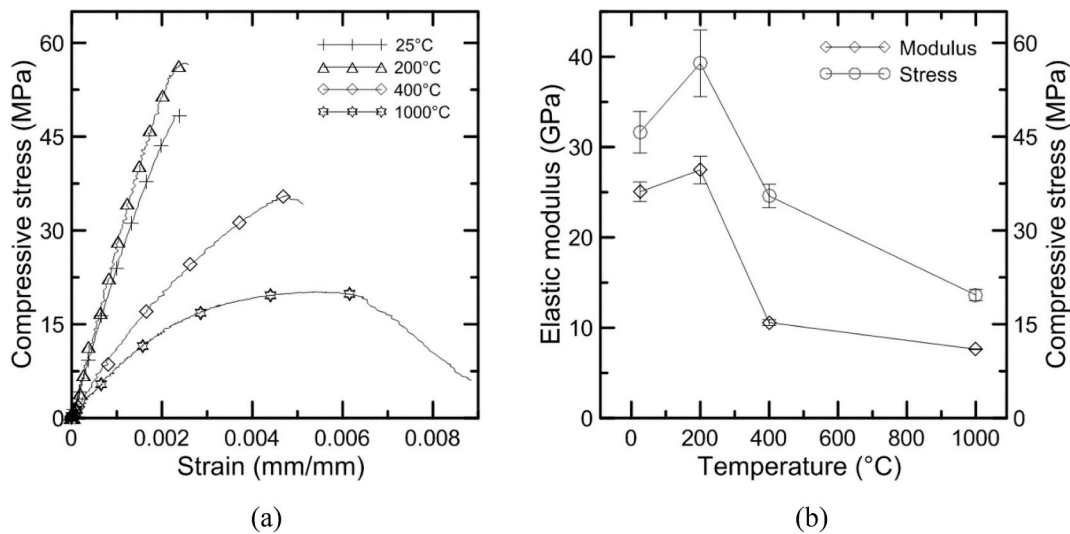 60
45
30
15
0
Compressive stress (MPa)
25°C
200°C
400°C
1000°C
0 0.002 0.004 0.006 0.008
Strain (mm/mm)
(a)
40
30
20
10
0
Elastic modulus (GPa)
Modulus
Stress
60
45
30
15
0
Compressive stress (MPa)
0 200 400 600 800 1000
Temperature (°C)
(b)